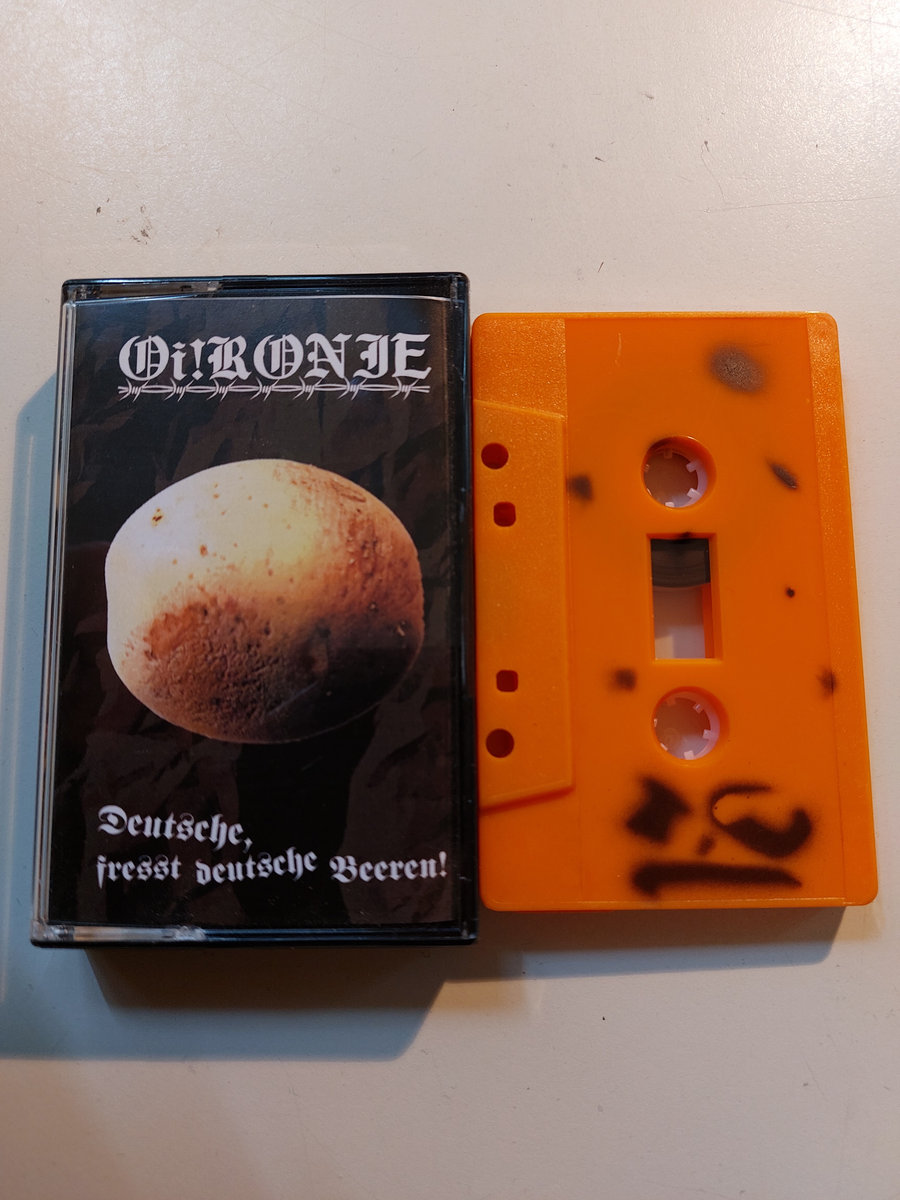 Oi!RONIE
Deutsche,
fresst deutsche Beeren!